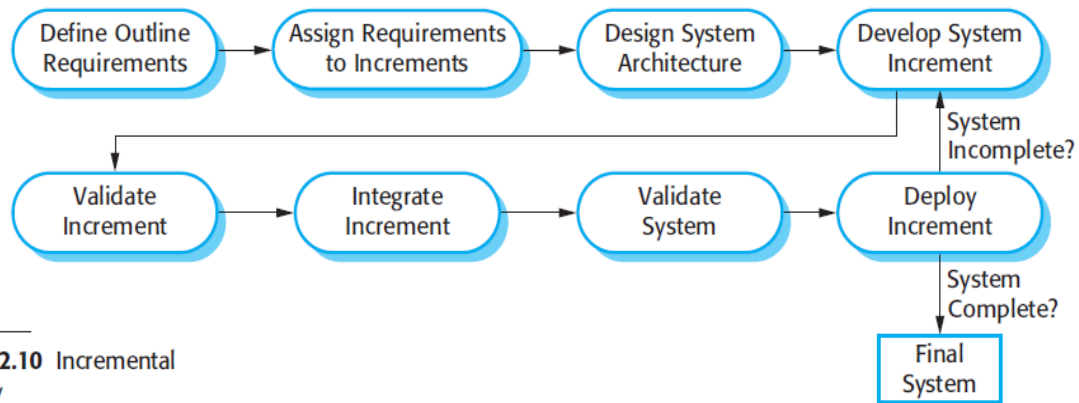 Define Outline
Requirements
Assign Requirements
to Increments
Design System
Architecture
Develop System
Increment
System
Incomplete?
Validate
Increment
Integrate
Increment
Validate
System
Deploy
Increment
System
Complete?
Final
System
2.10 Incremental